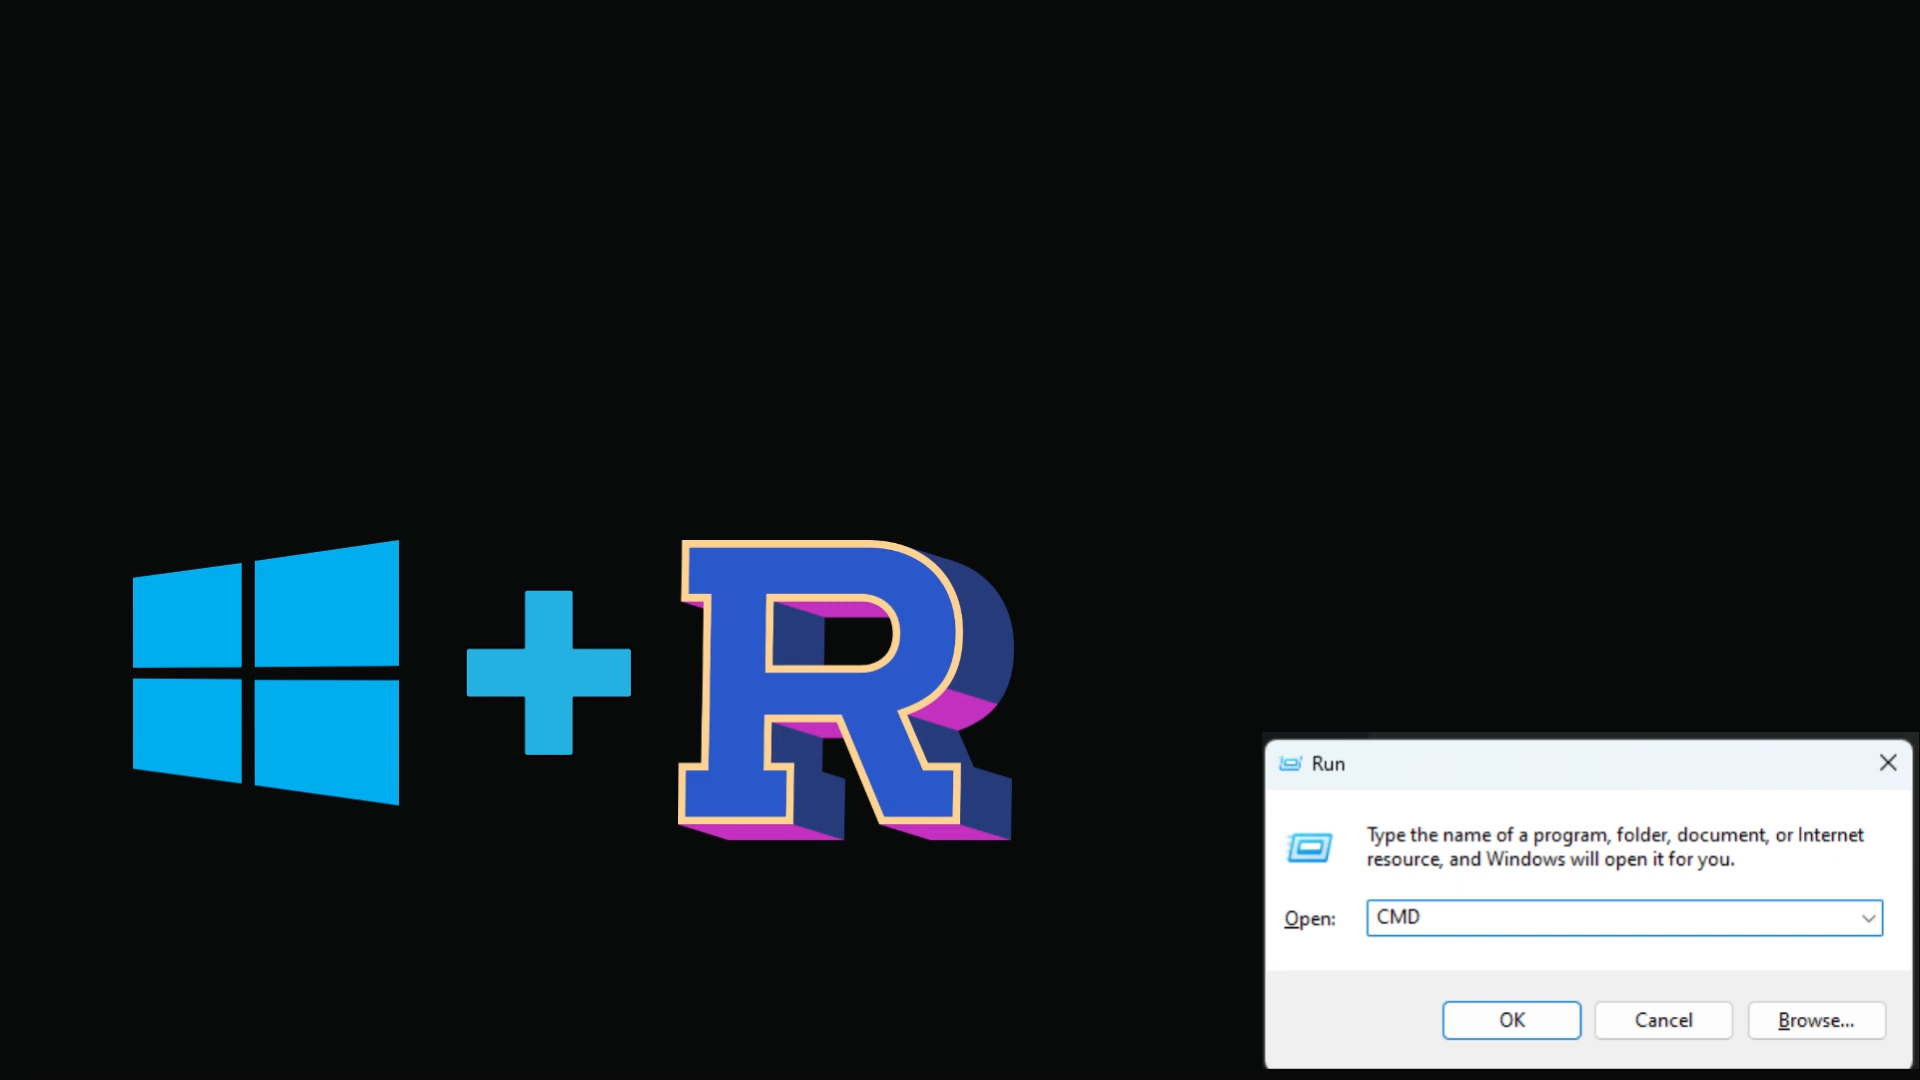 R
Run
Type the name of a program, folder, document, or Internet
resource, and Windows will open it for you.
Open:
CMD
OK
Cancel
Browse...